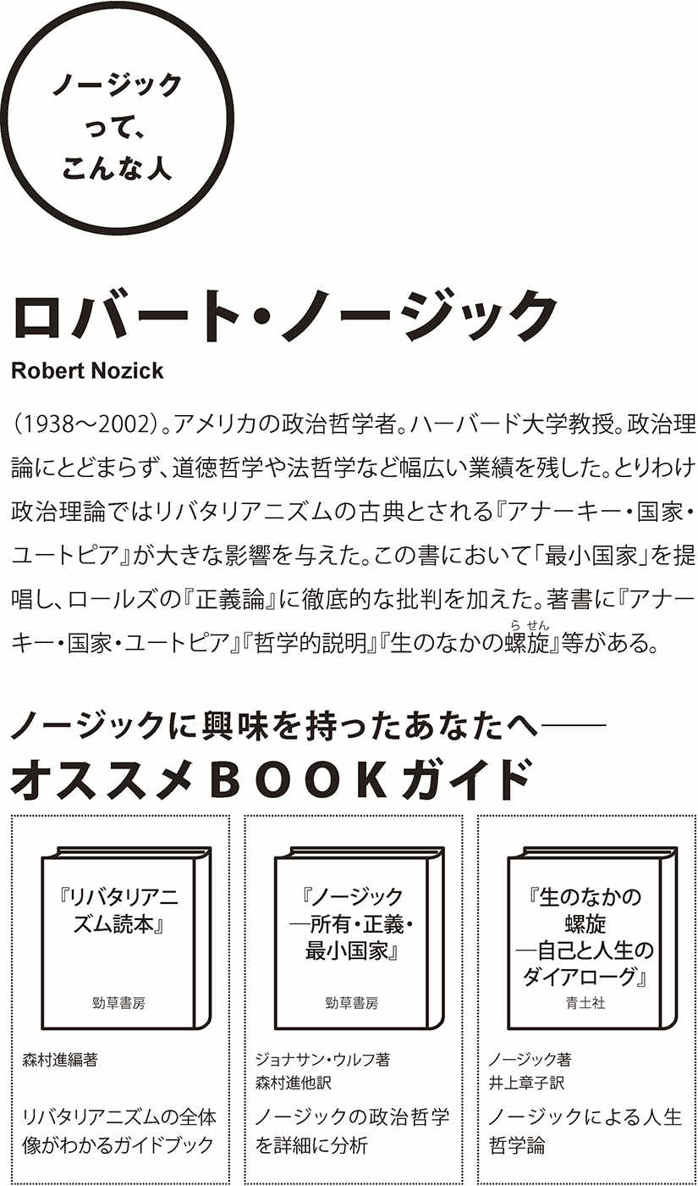 ノージック
って、
こんな人
ロバート・ノージック
Robert Nozick
（1938〜2002）。アメリカの政治哲学者。ハーバード大学教授。政治理
論にとどまらず、道徳哲学や法哲学など幅広い業績を残した。とりわけ
政治理論ではリバタリアニズムの古典とされる『アナーキー・国家・
ユートピア』が大きな影響を与えた。この書において「最小国家」を提
唱し、ロールズの『正義論』に徹底的な批判を加えた。著書に『アナー
らせん
キー・国家・ユートピア』『哲学的説明』『生のなかの螺旋』等がある。
ノージックに興味を持ったあなたへ――
オススメBOOKガイド
『リバタリアニ
ズム読本』
勁草書房
森村進編著
リバタリアニズムの全体
像がわかるガイドブック
『ノージック
―所有・正義・
最小国家』
勁草書房
ジョナサン・ウルフ著
森村進他訳
ノージックの政治哲学
を詳細に分析
『生のなかの
螺旋
―自己と人生の
ダイアローグ』
青土社
ノージック著
井上章子訳
ノージックによる人生
哲学論